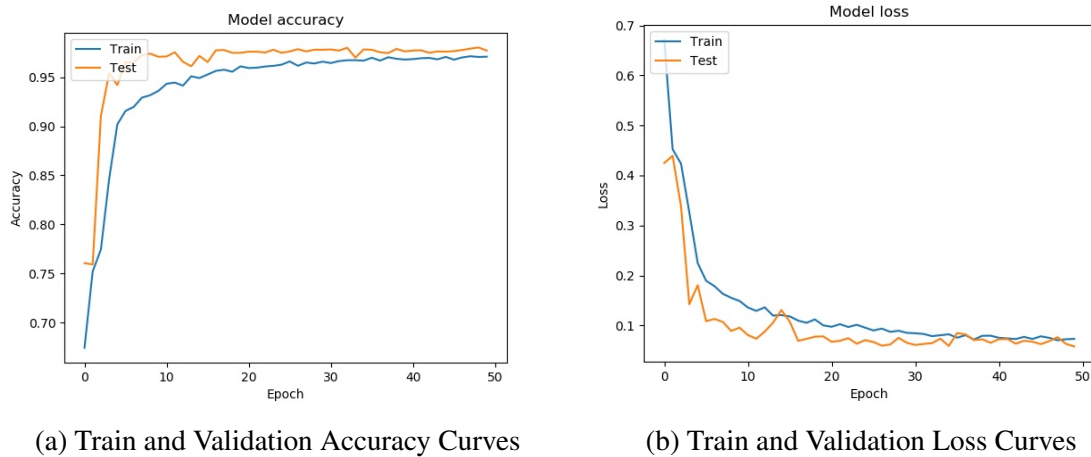 Model accuracy
Train
Test
0.95
0.90
0.85
0.80
0.75
0.70
Accuracy
0 10 20 30 40 50
Epoch
(a) Train and Validation Accuracy Curves
Model loss
Train
Test
0.7
0.6
0.5
0.4
0.3
0.2
0.1
Loss
0 10 20 30 40 50
Epoch
(b) Train and Validation Loss Curves